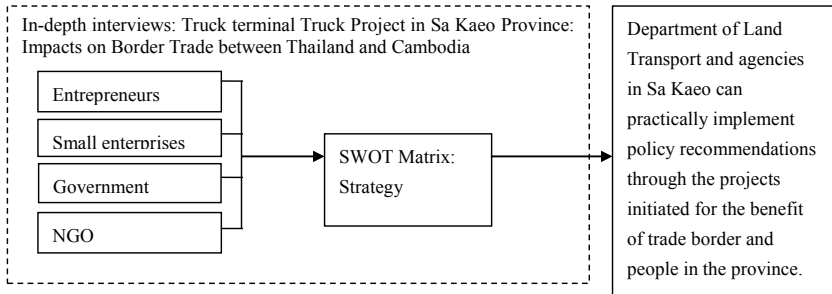 In-depth interviews: Truck terminal Truck Project in Sa Kaeo Province:
Impacts on Border Trade between Thailand and Cambodia
Entrepreneurs
Small enterprises
Government
NGO
SWOT Matrix:
Strategy
Department of Land
Transport and agencies
in Sa Kaeo can
practically implement
policy recommendations
through the projects
initiated for the benefit
of trade border and
people in the province.